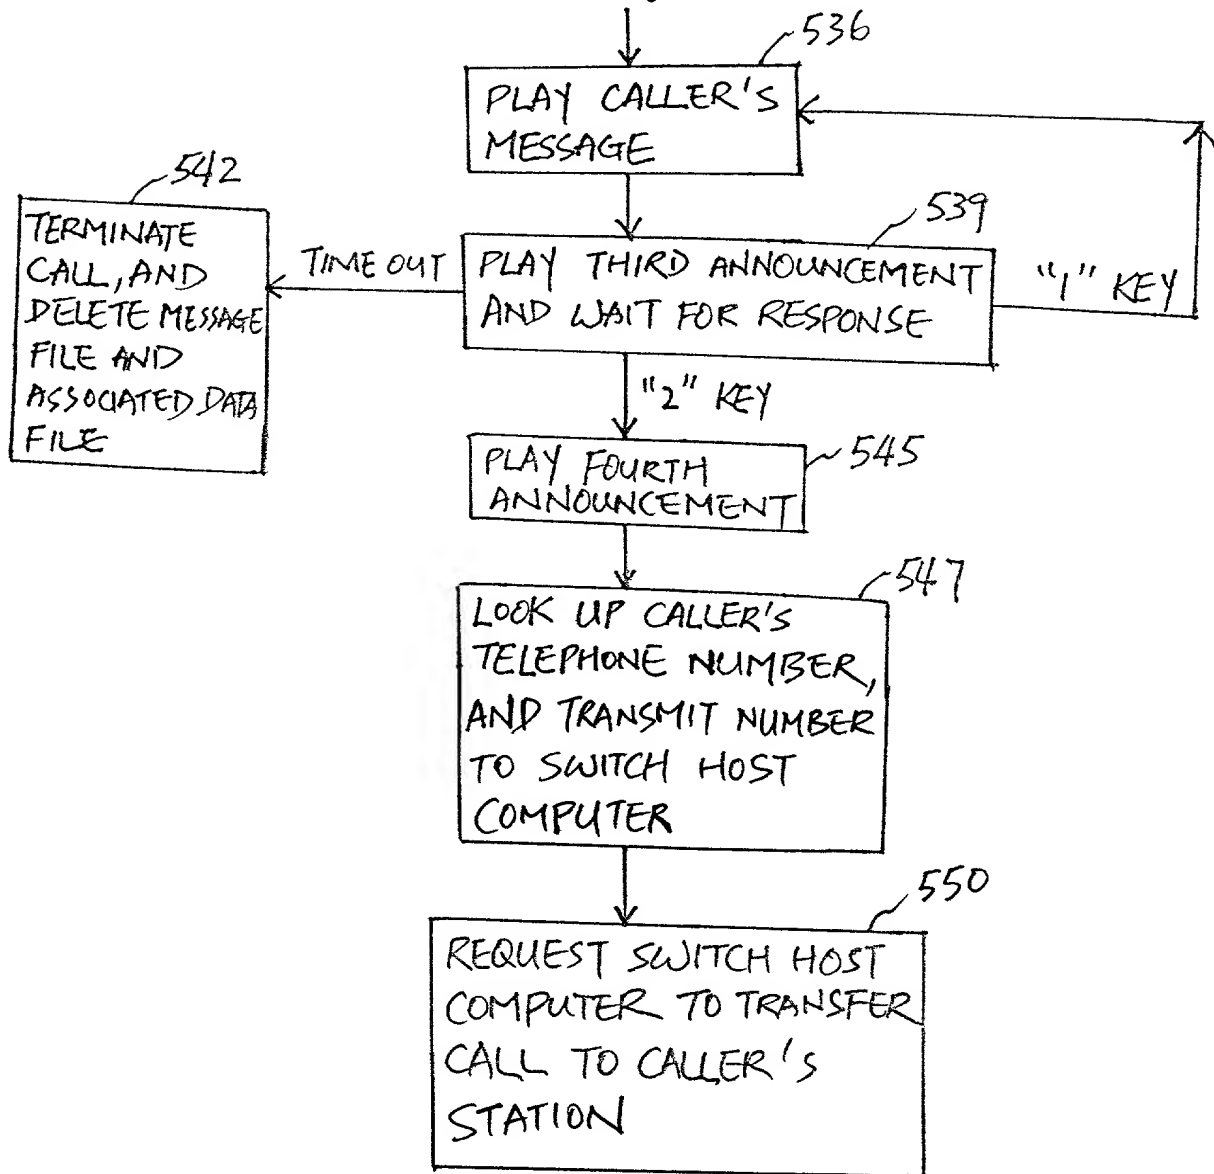 536
PLAY CALLER'S
MESSAGE
542
TERMINATE
CALL, AND
DELETE MESSAGE
FILE AND
ASSOCIATED DATA
FILE
TIME OUT
539
PLAY THIRD ANNOUNCEMENT
AND WAIT FOR RESPONSE
"1" KEY
"2" KEY
545
PLAY FOURTH
ANNOUNCEMENT
547
LOOK UP CALLER'S
TELEPHONE NUMBER,
AND TRANSMIT NUMBER
TO SWITCH HOST
COMPUTER
550
REQUEST SWITCH HOST
COMPUTER TO TRANSFER
CALL TO CALLER'S
STATION